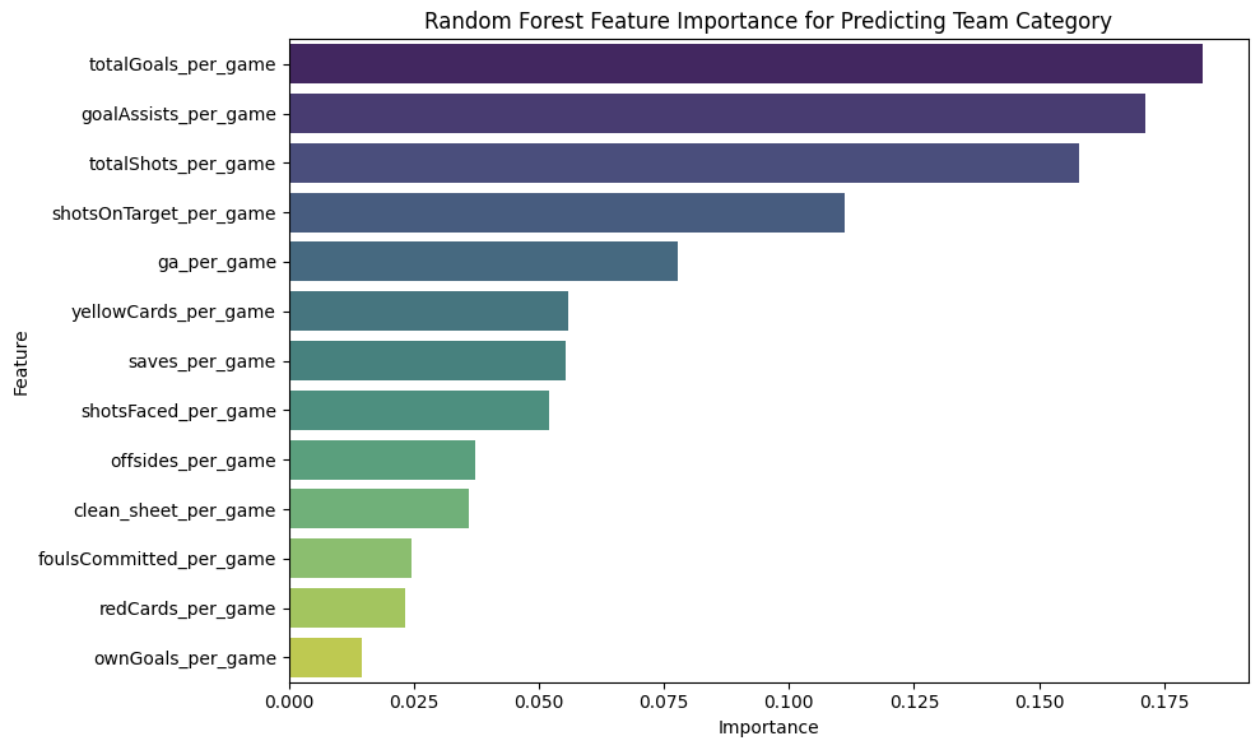 Random Forest Feature Importance for Predicting Team Category
totalGoals_per_game
goalAssists_per_game
totalShots_per_game
shotsOnTarget_per_game
ga_per_game
yellowCards_per_game
saves_per_game
shotsFaced_per_game
offsides_per_game
clean_sheet_per_game
foulsCommitted_per_game
redCards_per_game
ownGoals_per_game
Feature
0.000 0.025 0.050 0.075 0.100 0.125 0.150 0.175
Importance